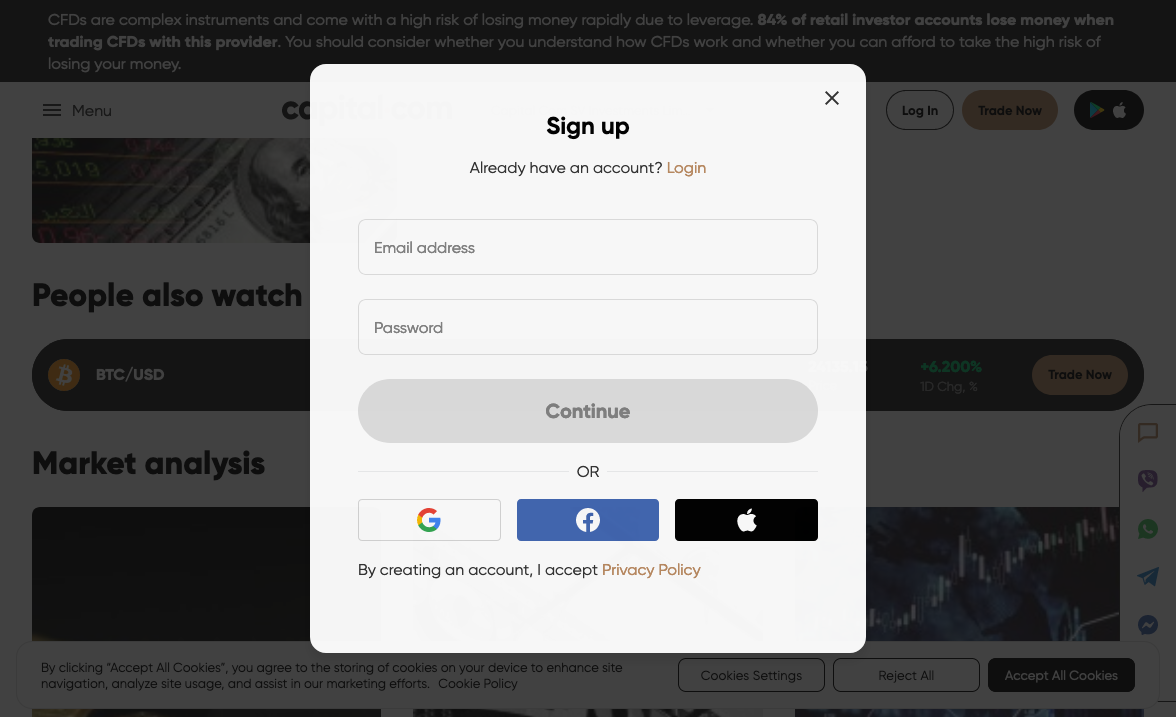 CFDs are complex instruments and come with a high risk of losing money rapidly due to leverage. 84% of retail investor accounts lose money when
trading CFDs with this provider. You should consider whether you understand how CFDs work and whether you can afford to take the high risk of
losing your money.
Menu
capital.com
Log In
Trade Now
Sign up
Already have an account? Login
5,019
58161
Email address
People also watch
Password
BTC/USD
+6.200%
1D Chg, %
Trade Now
Continue
Market analysis
OR
By creating an account, I accept Privacy Policy
By clicking “Accept All Cookies”, you agree to the storing of cookies on your device to enhance site
navigation, analyze site usage, and assist in our marketing efforts. Cookie Policy
Cookies Settings
Reject All
Accept All Cookies